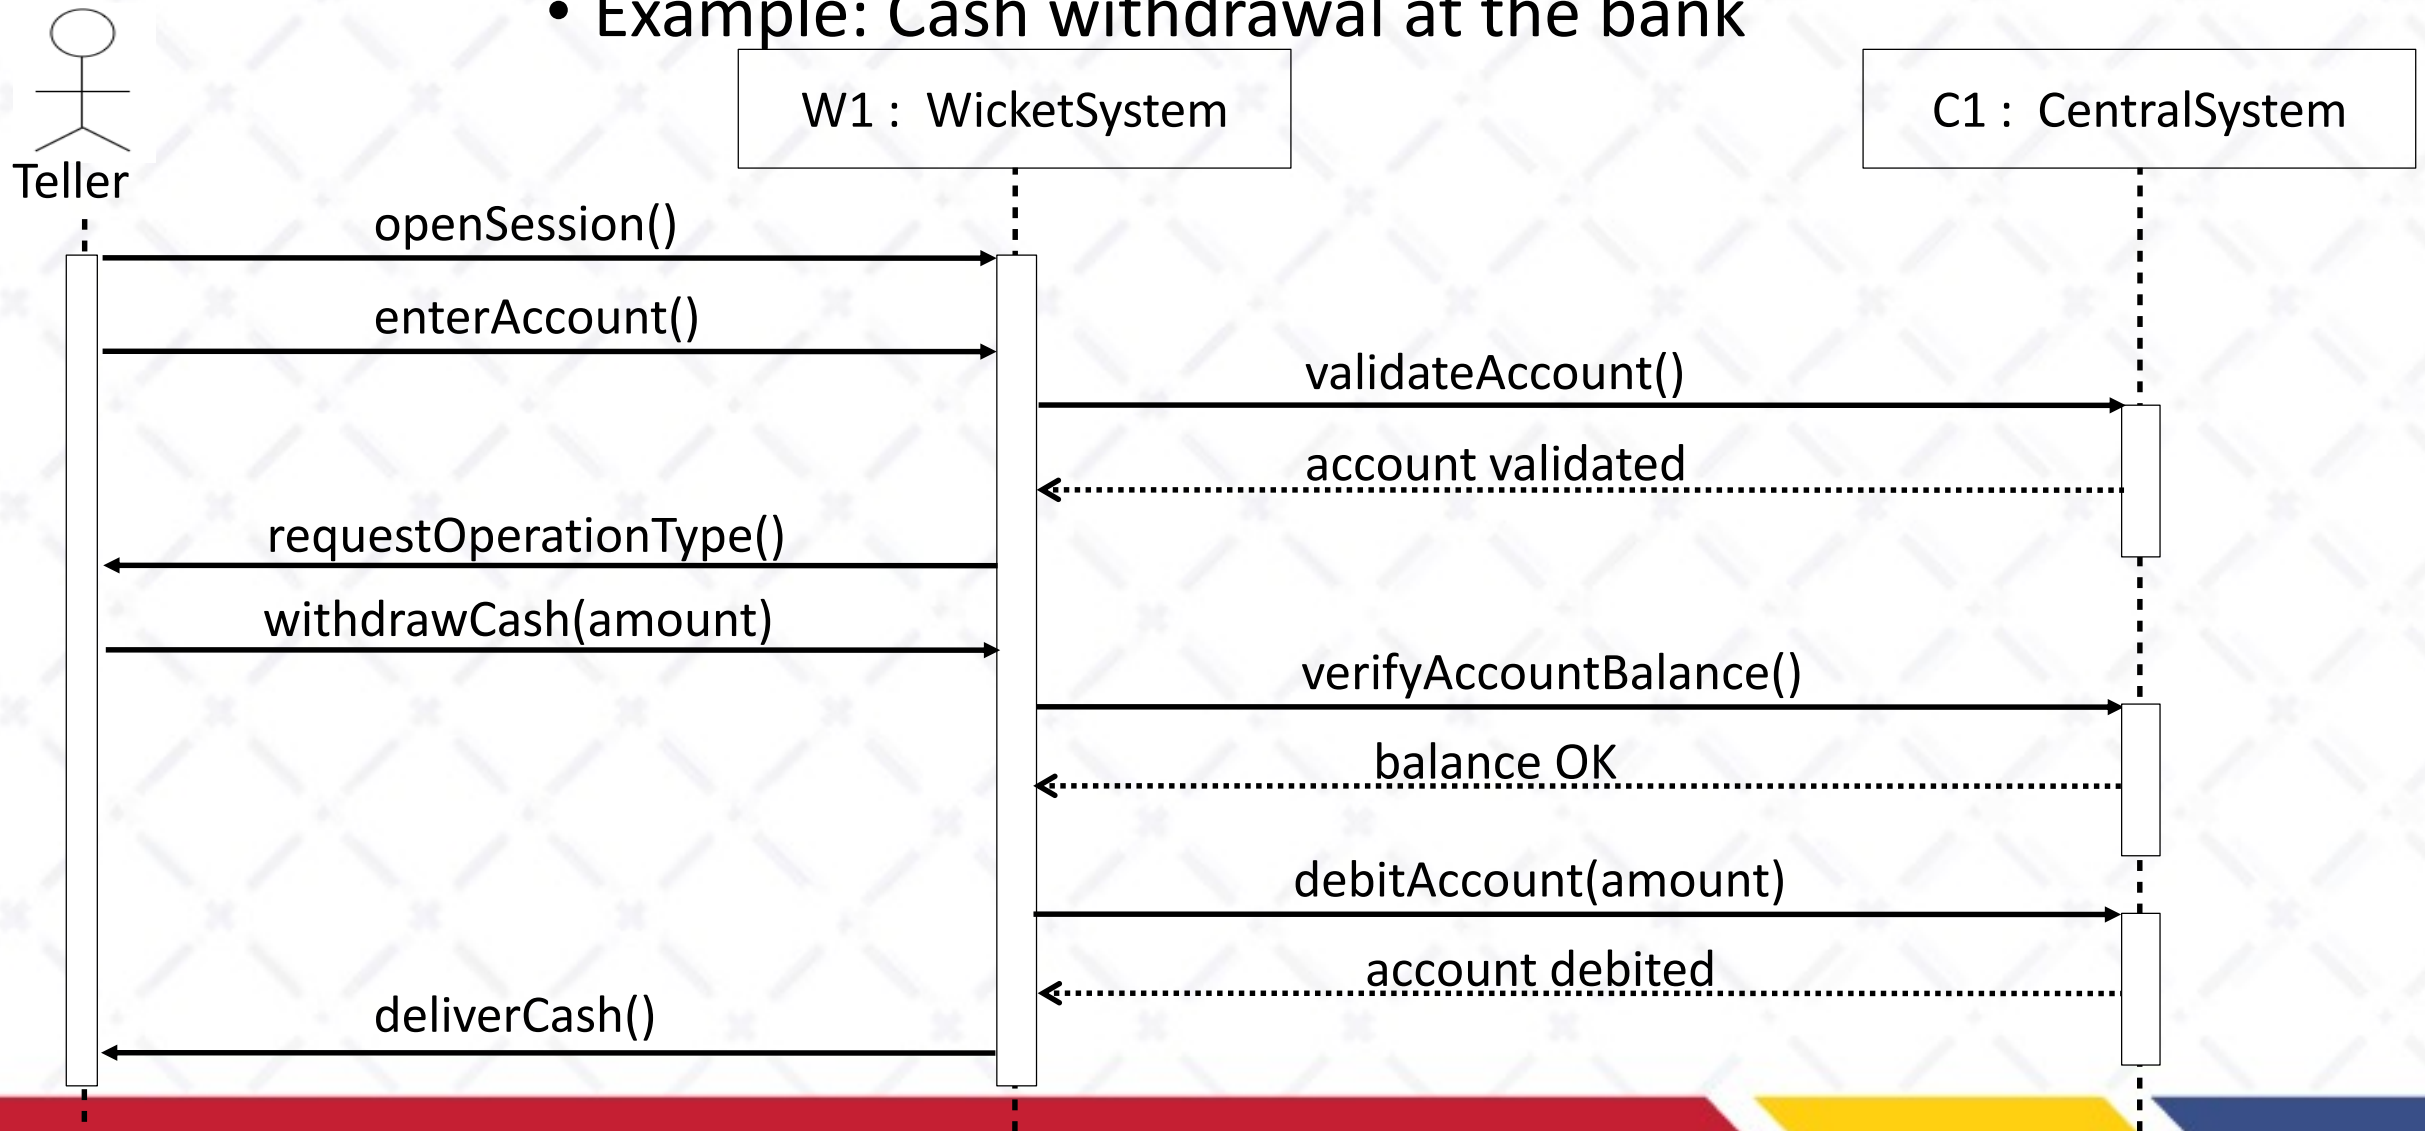 • Example: Cash withdrawal at the bank
W1 :  WicketSystem
C1 :  CentralSystem
Teller
openSession()
enterAccount()
validateAccount()
account validated
requestOperationType()
withdrawCash(amount)
verifyAccountBalance()
balance OK
debitAccount(amount)
account debited
deliverCash()